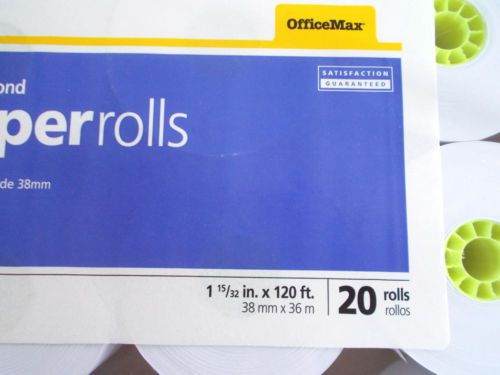 OfficeMax
SATISFACTION
GUARANTEED
ond
perrolls
de 38mm
1 15/32 in. x 120 ft.
38 mm x 36 m
20 rolls
rollos